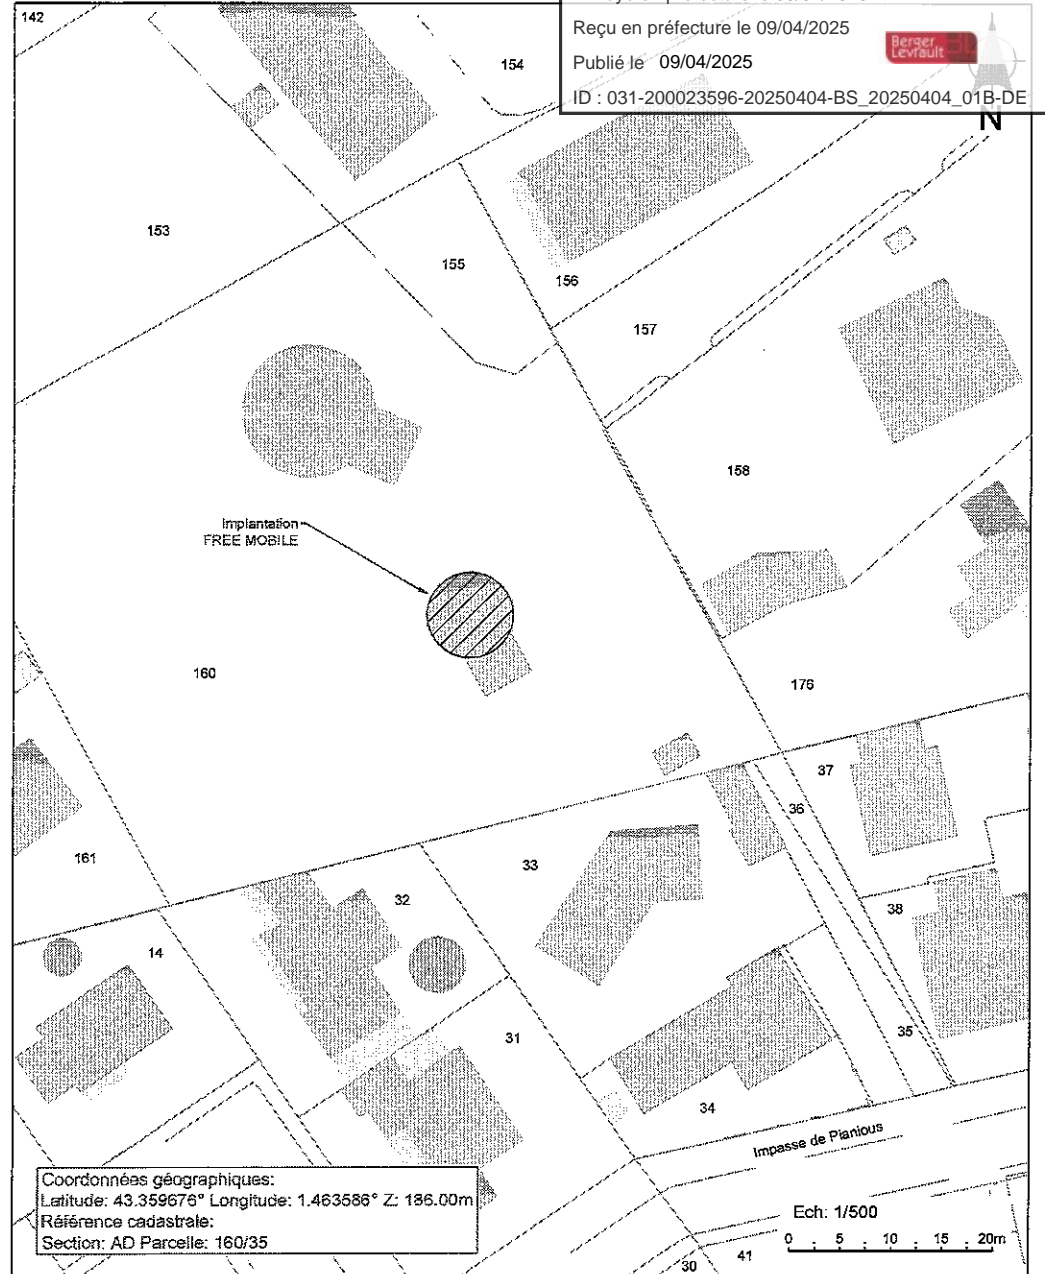 142
154
Reçu en préfecture le 09/04/2025
Publié le 09/04/2025
ID : 031-200023596-20250404-BS_20250404_01B-DE
Berger
Levrault
N
153
155
156
157
158
Implantation
FREE MOBILE
160
176
37
36
161
33
32
38
14
31
35
34
Impasse de Planious
Coordonnées géographiques:
Latitude: 43.359676° Longitude: 1.463586° Z: 186.00m
Référence cadastrale:
Section: AD Parcelle: 160/35
Ech: 1/500
0 5 10 15 20m
41
30